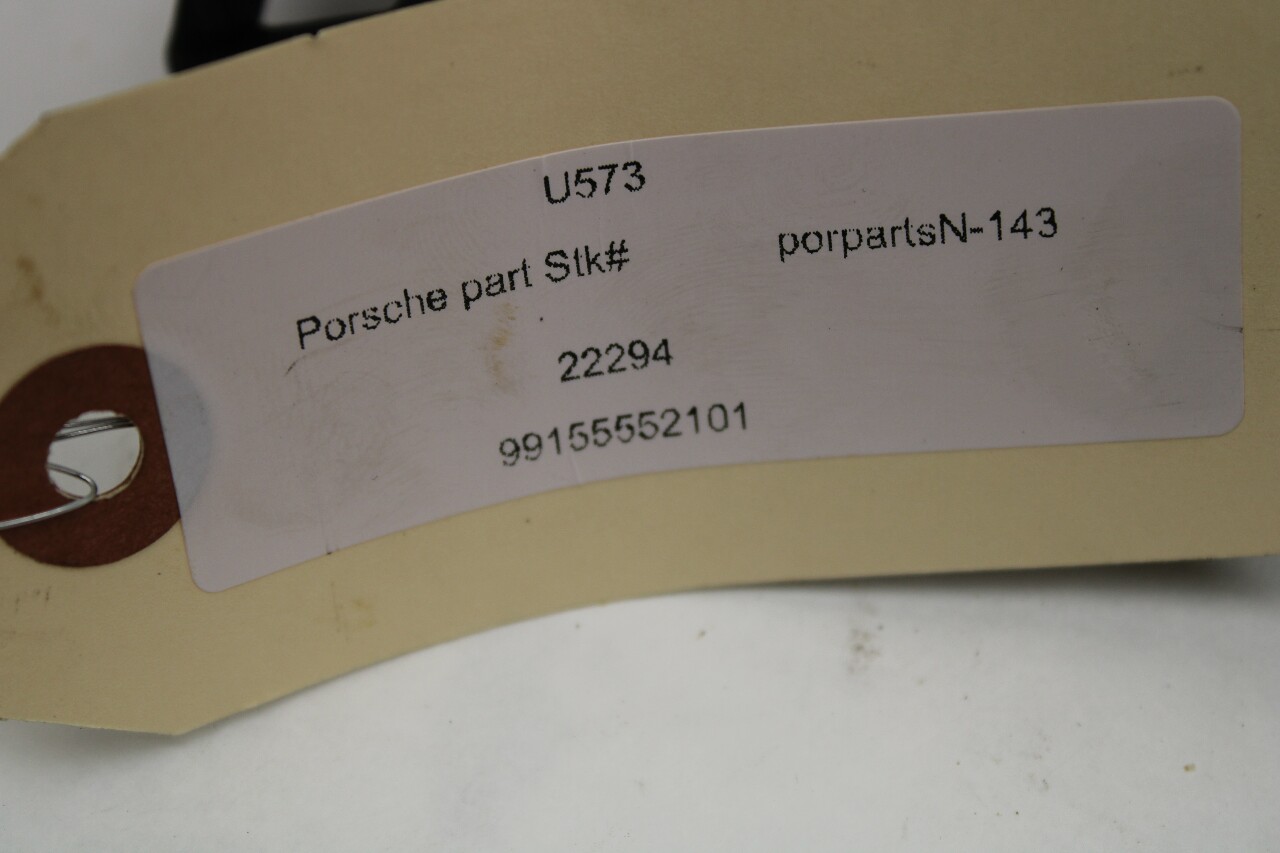 U573
Porsche part Stk# porpartsN-143
22294
99155552101